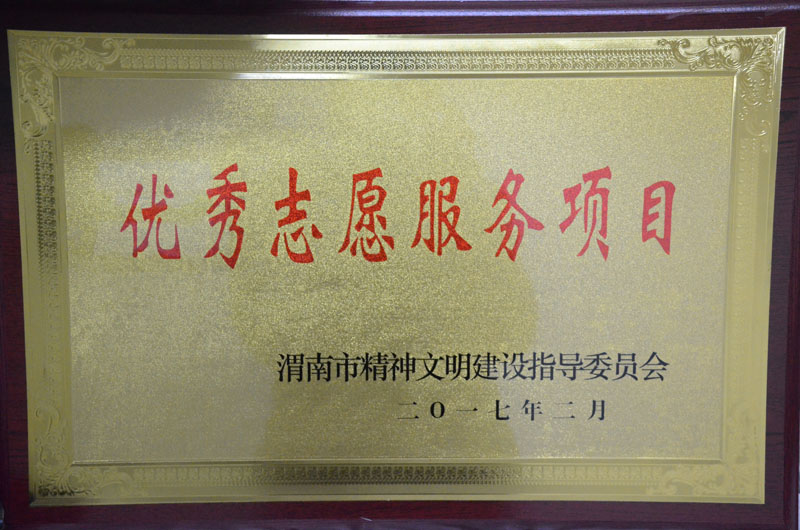 优秀志愿服务项目
渭南市精神文明建设指导委员会
二〇一七年二月